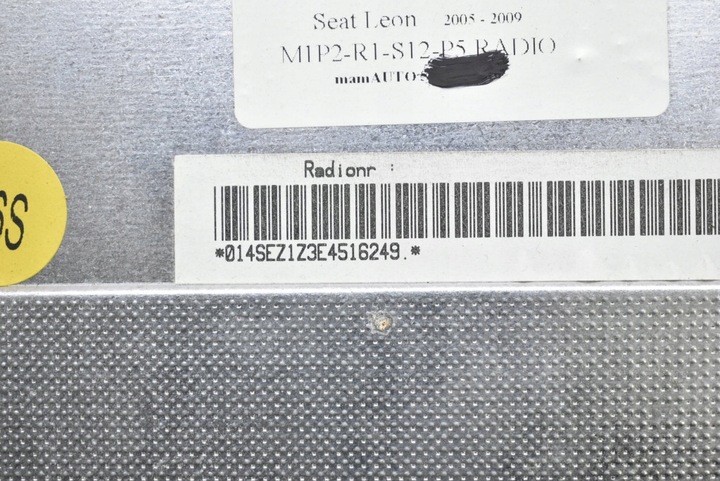 Seat Leon 2005 - 2009
M1P2-R1-S12-P5 RADIO
mamAUTO
SS
Radionr :
*014SEZ1Z3E4516249.*